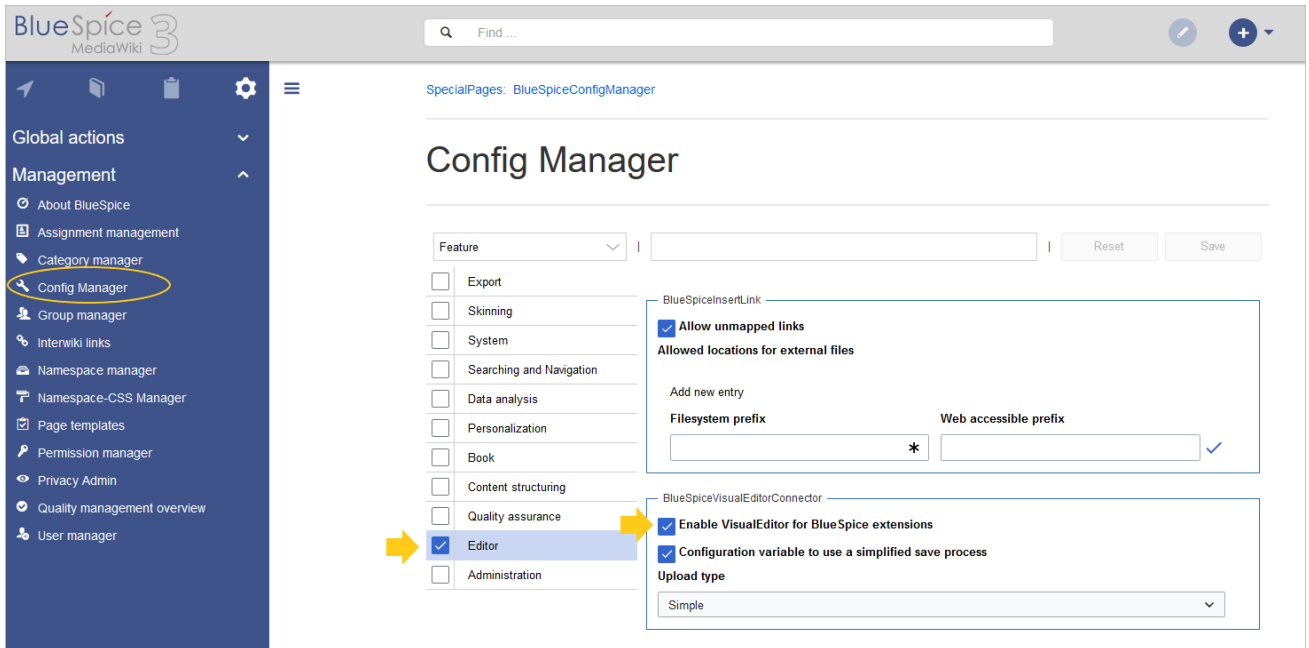 BlueSpice 3
MediaWiki
Find ...
Global actions
Management
About BlueSpice
Assignment management
Category manager
Config Manager
Group manager
Interwiki links
Namespace manager
Namespace-CSS Manager
Page templates
Permission manager
Privacy Admin
Quality management overview
User manager
SpecialPages: BlueSpiceConfigManager
Config Manager
Feature | | Reset Save
Export
Skinning
System
Searching and Navigation
Data analysis
Personalization
Book
Content structuring
Quality assurance
Editor
Administration
BlueSpiceInsertLink
Allow unmapped links
Allowed locations for external files
Add new entry
Filesystem prefix Web accessible prefix
*
BlueSpiceVisualEditorConnector
Enable VisualEditor for BlueSpice extensions
Configuration variable to use a simplified save process
Upload type
Simple